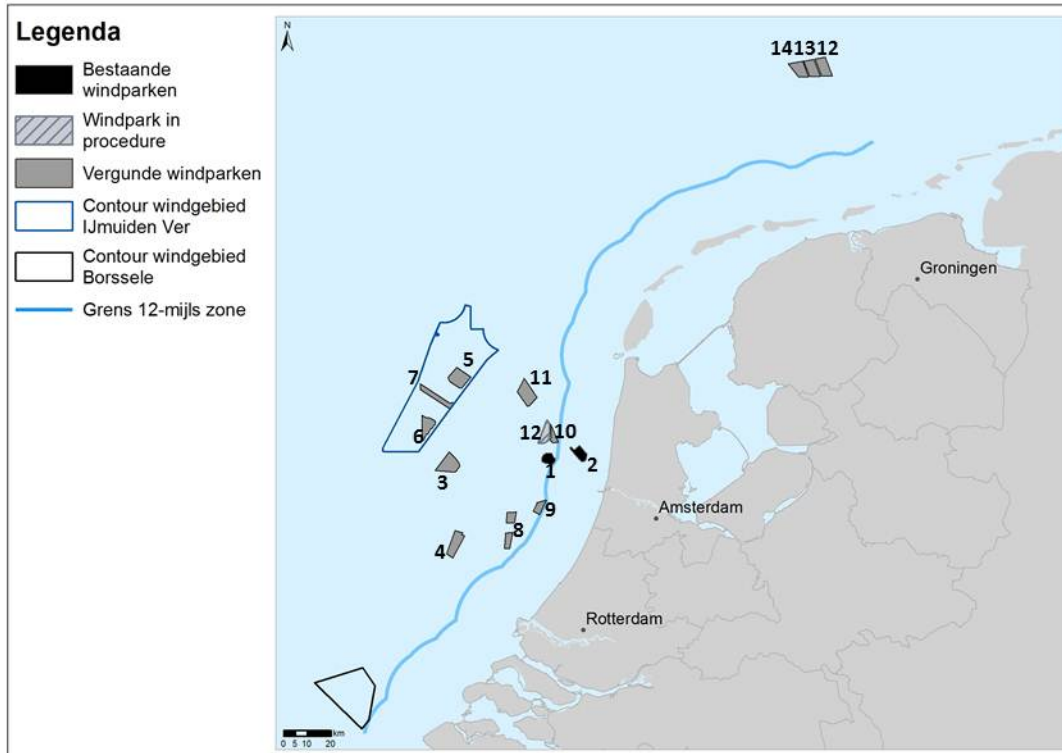 Legenda
Bestaande
windparken
Windpark in
procedure
Vergunde windparken
Contour windgebied
IJmuiden Ver
Contour windgebied
Borssele
Grens 12-mijls zone
N
141312
Groningen
5
7
11
6
12 10
2
3
1
9
Amsterdam
8
4
Rotterdam
0 5 10 20 km